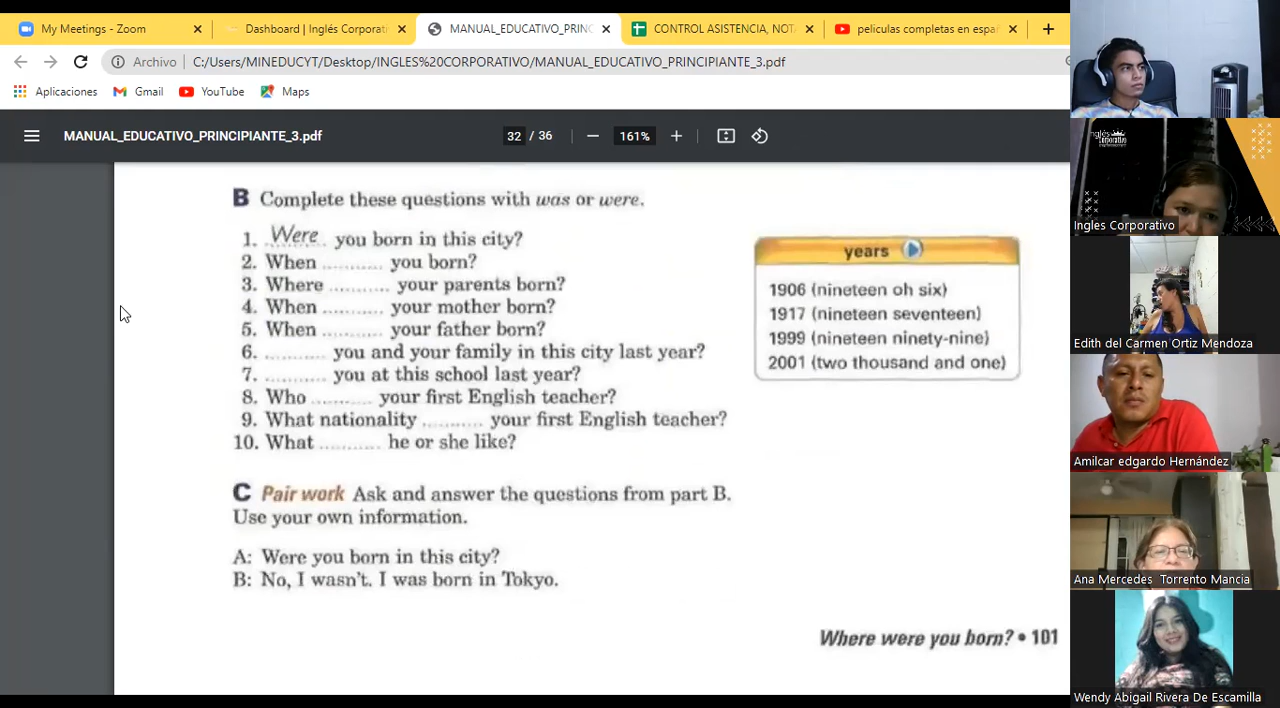 My Meetings - Zoom
Dashboard | Inglés Corporati
MANUAL_EDUCATIVO_PRINC
CONTROL ASISTENCIA, NOT
peliculas completas en españ
Archivo | C:/Users/MINEDUCYT/Desktop/INGLES%20CORPORATIVO/MANUAL_EDUCATIVO_PRINCIPIANTE_3.pdf
Aplicaciones Gmail YouTube Maps
MANUAL_EDUCATIVO_PRINCIPIANTE_3.pdf 32 / 36 161%
B Complete these questions with was or were.
1. Were you born in this city?
2. When .......... you born?
3. Where .......... your parents born?
4. When .......... your mother born?
5. When .......... your father born?
6. .......... you and your family in this city last year?
7. .......... you at this school last year?
8. Who .......... your first English teacher?
9. What nationality .......... your first English teacher?
10. What .......... he or she like?
years
1906 (nineteen oh six)
1917 (nineteen seventeen)
1999 (nineteen ninety-nine)
2001 (two thousand and one)
C Pair work Ask and answer the questions from part B.
Use your own information.
A: Were you born in this city?
B: No, I wasn't. I was born in Tokyo.
Where were you born? • 101
Inglés
Corporativo
Ingles Corporativo
Edith del Carmen Ortiz Mendoza
Amilcar edgardo Hernández
Ana Mercedes Torrento Mancia
Wendy Abigail Rivera De Escamilla